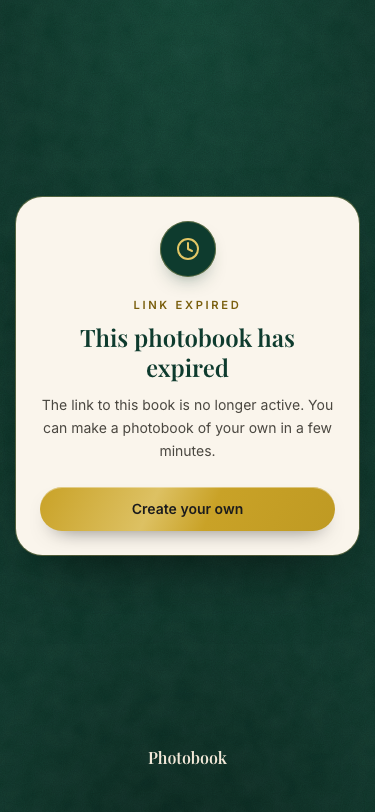 LINK EXPIRED
This photobook has
expired
The link to this book is no longer active. You
can make a photobook of your own in a few
minutes.
Create your own
Photobook